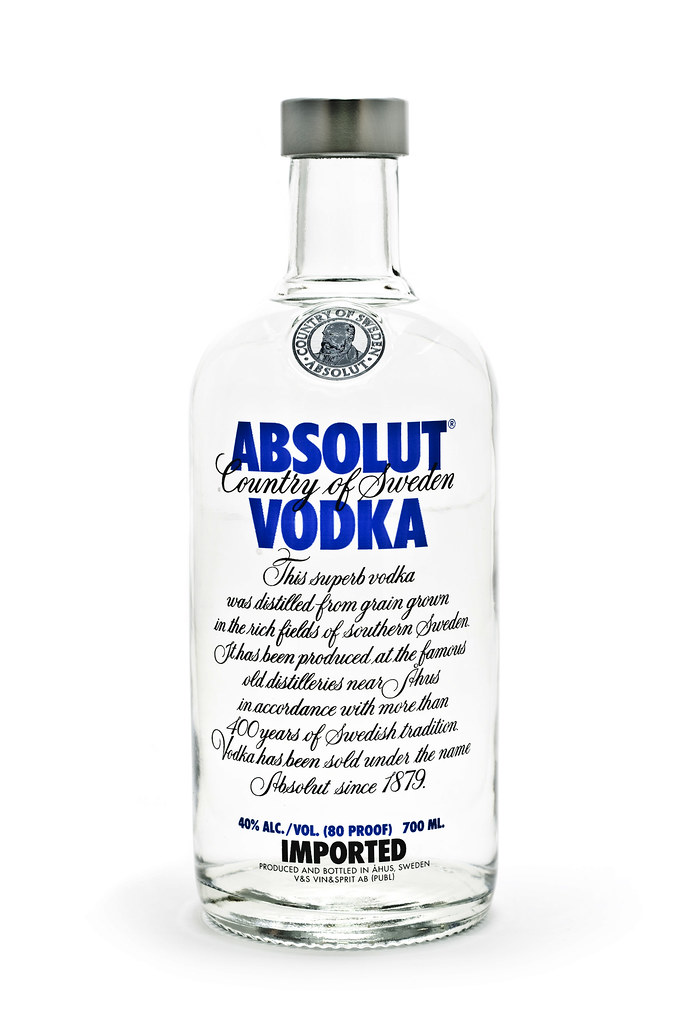 COUNTRY OF SWEDEN
ABSOLUT
ABSOLUT®
Country of Sweden
VODKA
This superb vodka
was distilled from grain grown
in the rich fields of southern Sweden.
It has been produced at the famous
old distilleries near Åhus
in accordance with more than
400 years of Swedish tradition.
Vodka has been sold under the name
Absolut since 1879.
40% ALC./VOL. (80 PROOF) 700 ML.
IMPORTED
PRODUCED AND BOTTLED IN ÅHUS, SWEDEN
V&S VIN&SPRIT AB (PUBL)